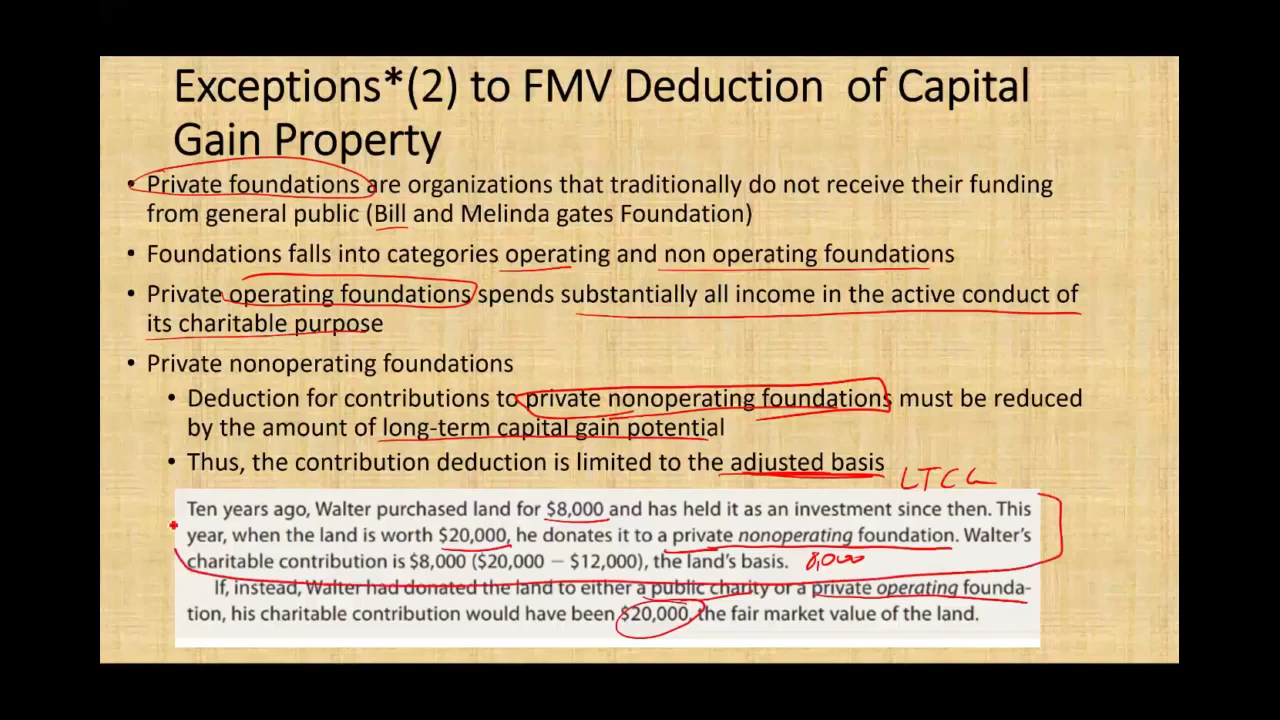 Exceptions*(2) to FMV Deduction of Capital
Gain Property
• Private foundations are organizations that traditionally do not receive their funding
from general public (Bill and Melinda gates Foundation)
• Foundations falls into categories operating and non operating foundations
• Private operating foundations spends substantially all income in the active conduct of
its charitable purpose
• Private nonoperating foundations
• Deduction for contributions to private nonoperating foundations must be reduced
by the amount of long-term capital gain potential
• Thus, the contribution deduction is limited to the adjusted basis
LTCG
Ten years ago, Walter purchased land for $8,000 and has held it as an investment since then. This
year, when the land is worth $20,000, he donates it to a private nonoperating foundation. Walter's
charitable contribution is $8,000 ($20,000 − $12,000), the land's basis. 8,000
If, instead, Walter had donated the land to either a public charity or a private operating founda-
tion, his charitable contribution would have been $20,000, the fair market value of the land.